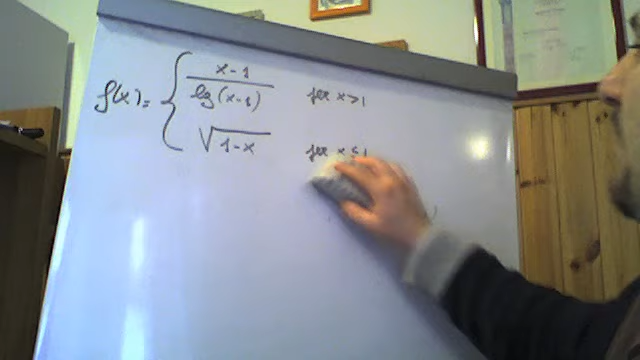 f(x) = { x-1 / lg(x-1) per x>1
√1-x per x≤1